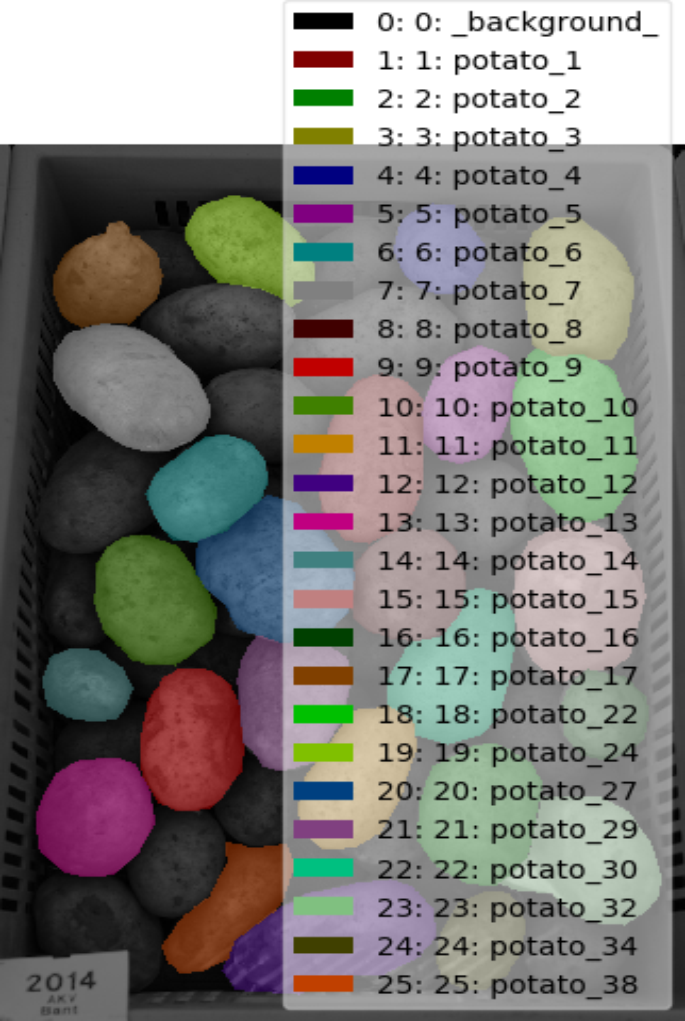 0: 0: _background_
1: 1: potato_1
2: 2: potato_2
3: 3: potato_3
4: 4: potato_4
5: 5: potato_5
6: 6: potato_6
7: 7: potato_7
8: 8: potato_8
9: 9: potato_9
10: 10: potato_10
11: 11: potato_11
12: 12: potato_12
13: 13: potato_13
14: 14: potato_14
15: 15: potato_15
16: 16: potato_16
17: 17: potato_17
18: 18: potato_22
19: 19: potato_24
20: 20: potato_27
21: 21: potato_29
22: 22: potato_30
23: 23: potato_32
24: 24: potato_34
25: 25: potato_38
2014
AKV
Bant